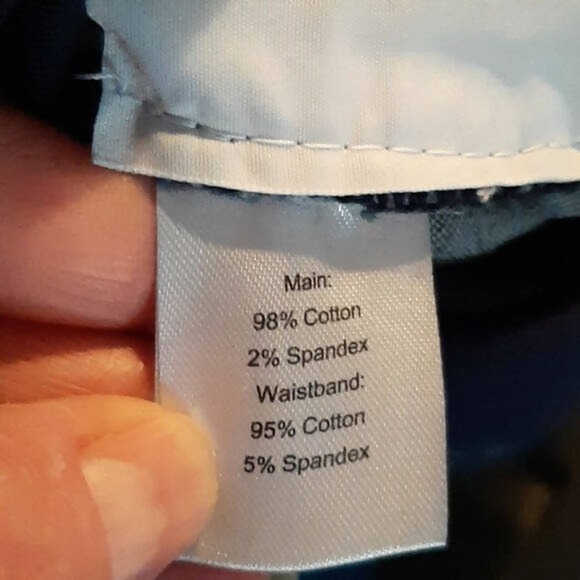 Main:
98% Cotton
2% Spandex
Waistband:
95% Cotton
5% Spandex